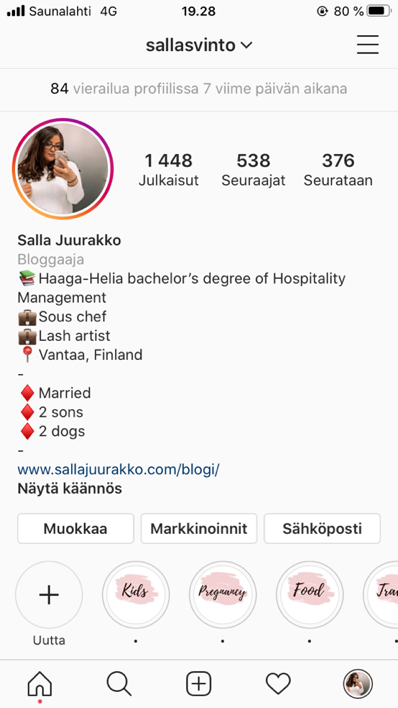 Saunalahti 4G 19.28 80 %
sallasvinto
84 vierailua profiilissa 7 viime päivän aikana
1 448 538 376
Julkaisut Seuraajat Seurataan
Salla Juurakko
Bloggaaja
Haaga-Helia bachelor’s degree of Hospitality
Management
Sous chef
Lash artist
Vantaa, Finland
-
Married
2 sons
2 dogs
-
www.sallajuurakko.com/blogi/
Näytä käännös
Muokkaa Markkinoinnit Sähköposti
Kids Pregnancy Food Trav
Uutta